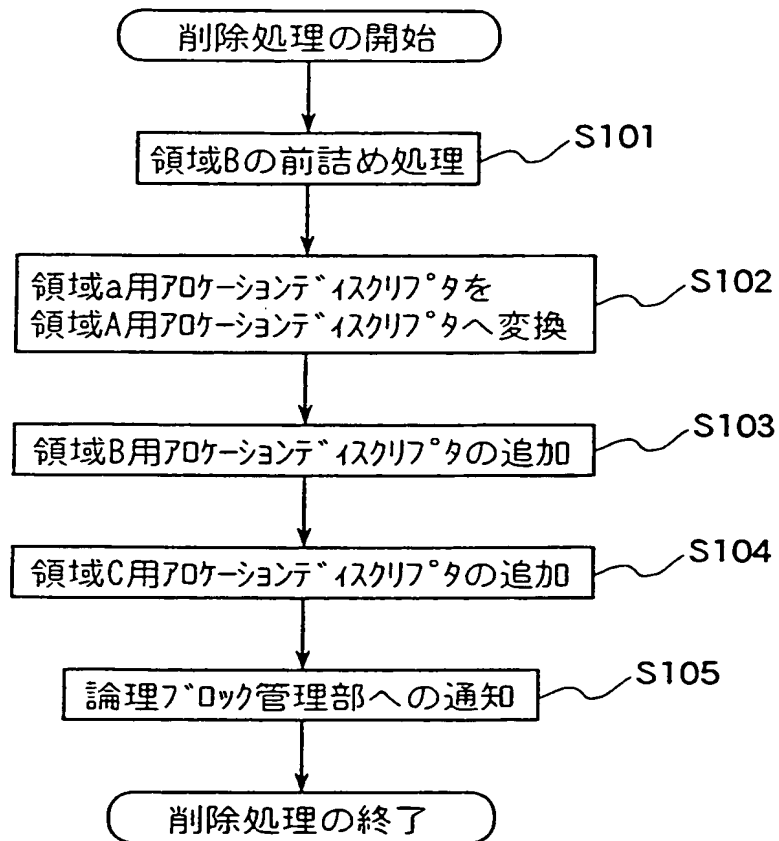 削除処理の開始
S101
領域Bの前詰め処理
S102
領域a用ｱﾛｹｰｼｮﾝﾃﾞｨｽｸﾘﾌﾟﾀを
領域A用ｱﾛｹｰｼｮﾝﾃﾞｨｽｸﾘﾌﾟﾀへ変換
S103
領域B用ｱﾛｹｰｼｮﾝﾃﾞｨｽｸﾘﾌﾟﾀの追加
S104
領域C用ｱﾛｹｰｼｮﾝﾃﾞｨｽｸﾘﾌﾟﾀの追加
S105
論理ﾌﾞﾛｯｸ管理部への通知
削除処理の終了